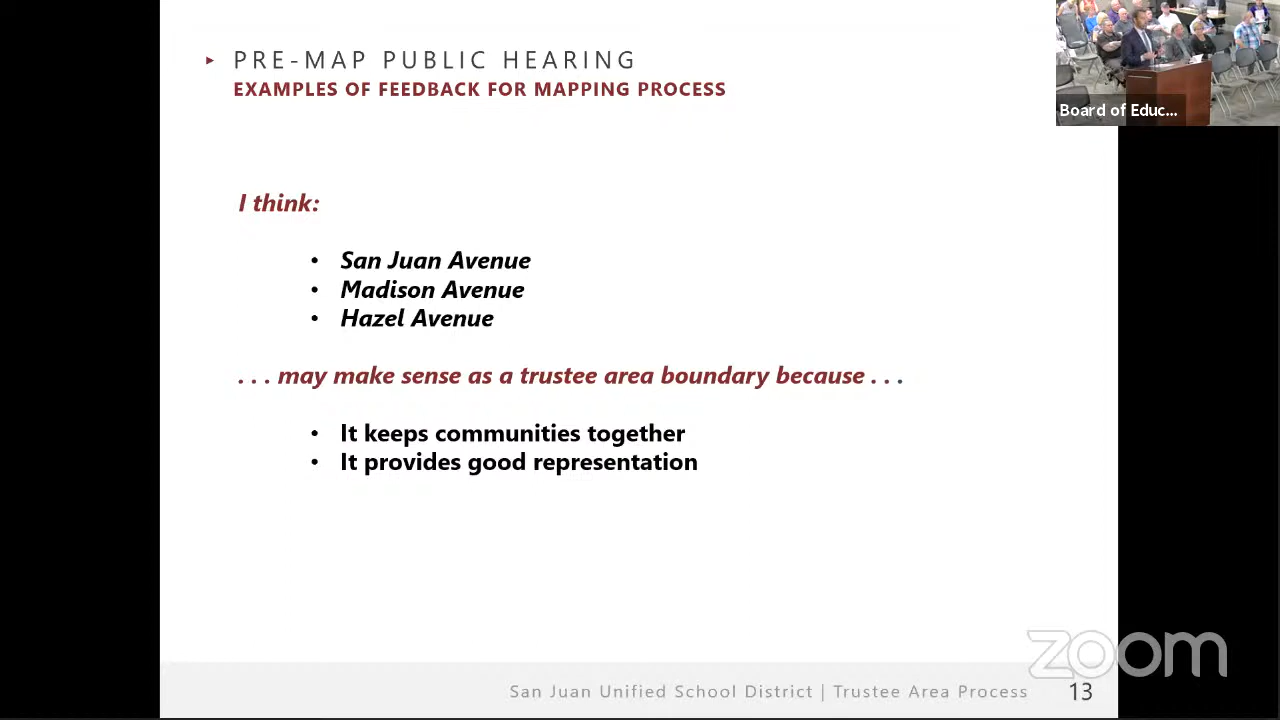 PRE-MAP PUBLIC HEARING
EXAMPLES OF FEEDBACK FOR MAPPING PROCESS
Board of Educ...
I think:
• San Juan Avenue
• Madison Avenue
• Hazel Avenue
. . . may make sense as a trustee area boundary because . . .
• It keeps communities together
• It provides good representation
zoom
San Juan Unified School District | Trustee Area Process 13